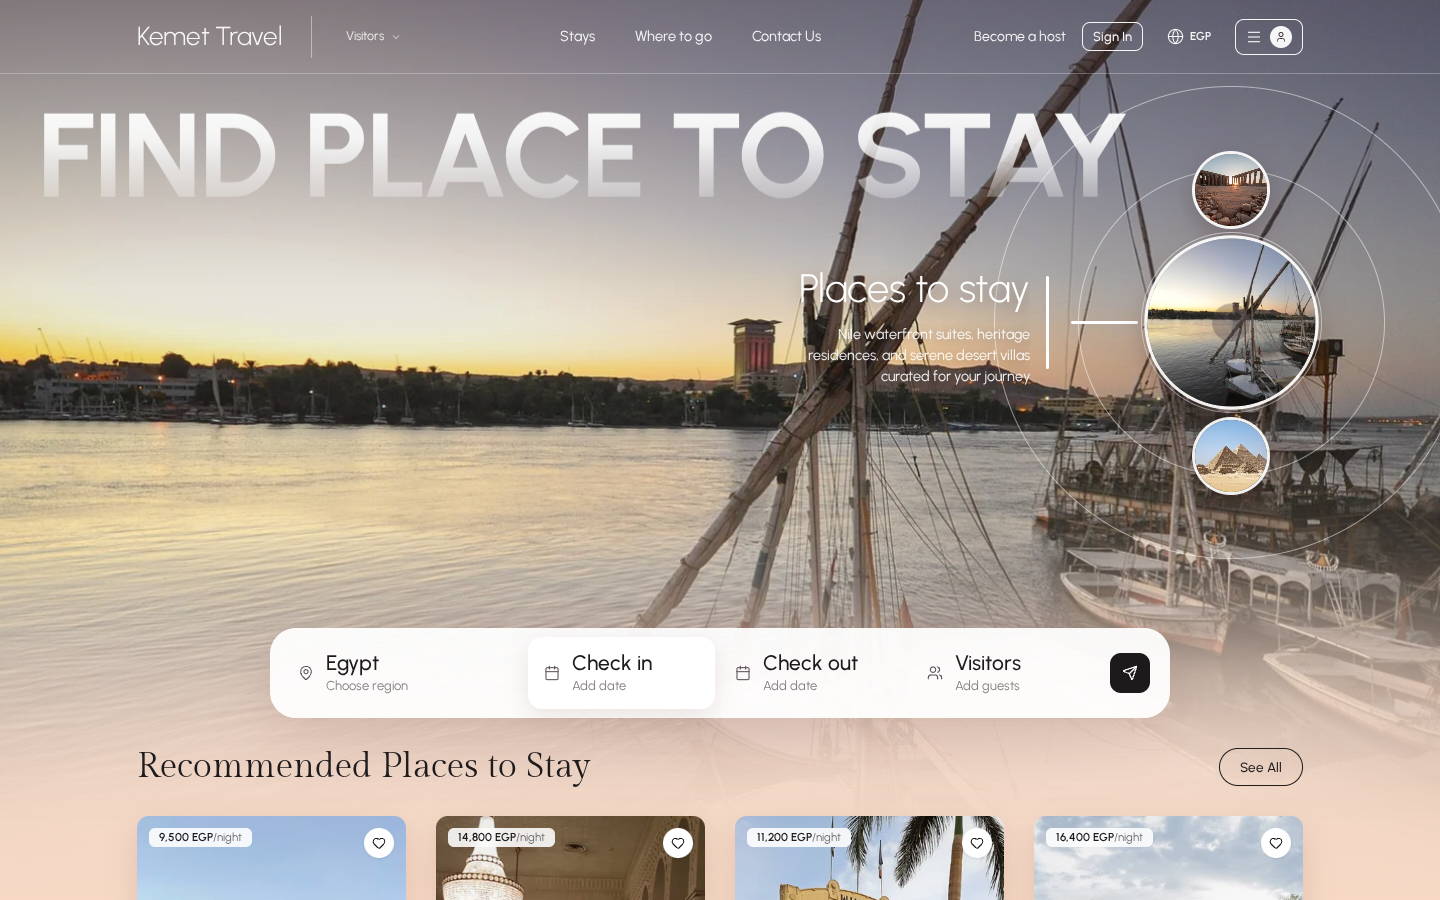 Kemet Travel
Visitors
Stays
Where to go
Contact Us
Become a host
Sign In
EGP
FIND PLACE TO STAY
Places to stay
Nile waterfront suites, heritage
residences, and serene desert villas
curated for your journey
Egypt
Choose region
Check in
Add date
Check out
Add date
Visitors
Add guests
Recommended Places to Stay
See All
9,500 EGP/night
14,800 EGP/night
11,200 EGP/night
16,400 EGP/night